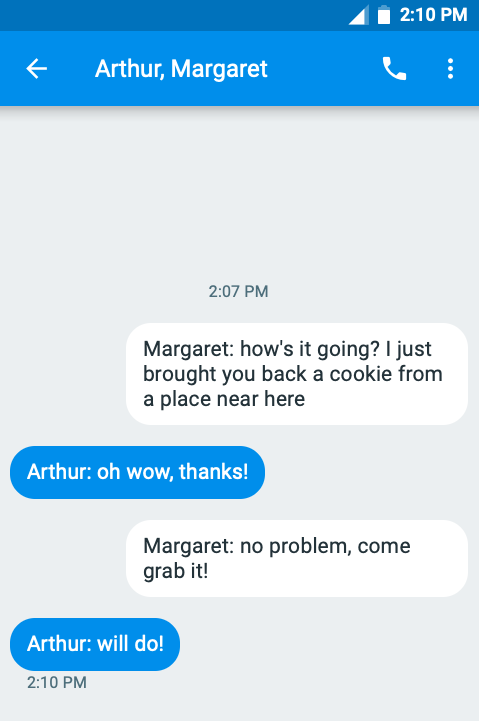 2:10 PM
Arthur, Margaret
2:07 PM
Margaret: how's it going? I just
brought you back a cookie from
a place near here
Arthur: oh wow, thanks!
Margaret: no problem, come
grab it!
Arthur: will do!
2:10 PM